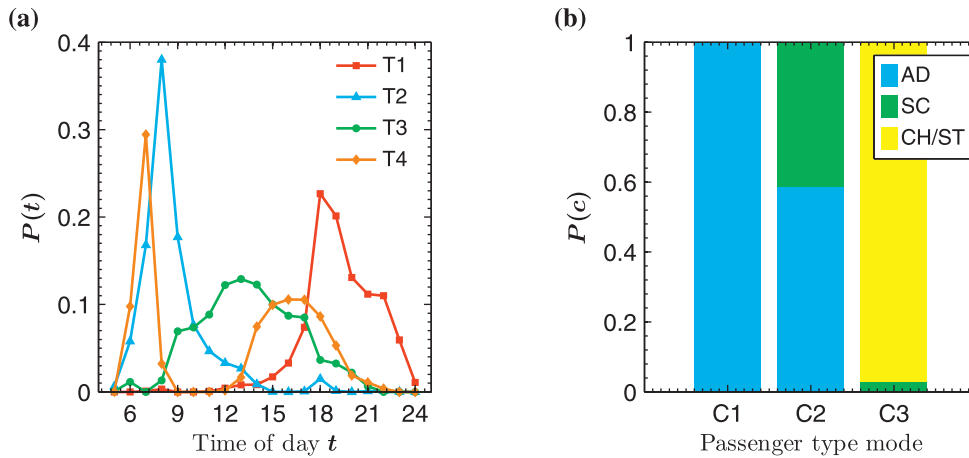 (a)
0.4
0.3
0.2
0.1
0
P(t)
T1
T2
T3
T4
6 9 12 15 18 21 24
Time of day t
(b)
1
0.8
0.6
0.4
0.2
0
P(c)
AD
SC
CH/ST
C1 C2 C3
Passenger type mode